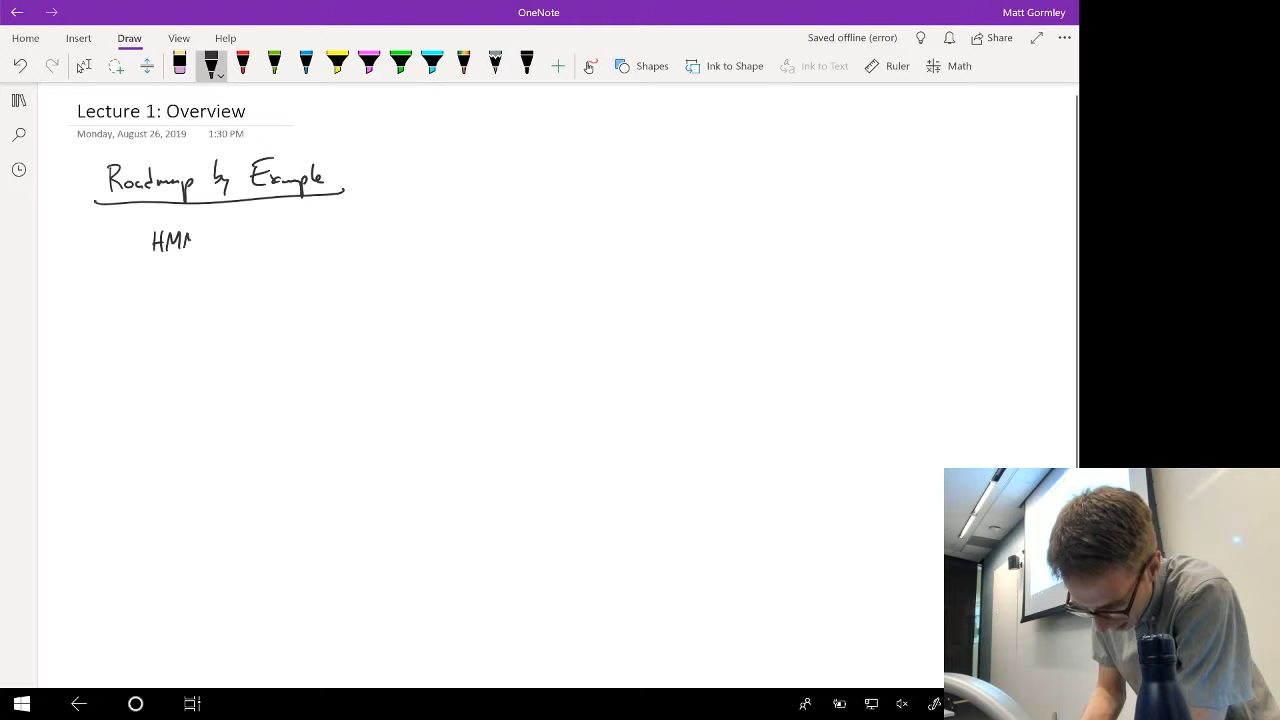 OneNote
Matt Gormley
Home Insert Draw View Help
Saved offline (error)
Share
Shapes
Ink to Shape
Ink to Text
Ruler
Math
Lecture 1: Overview
Monday, August 26, 2019 1:30 PM
Roadmap by Example
HMM